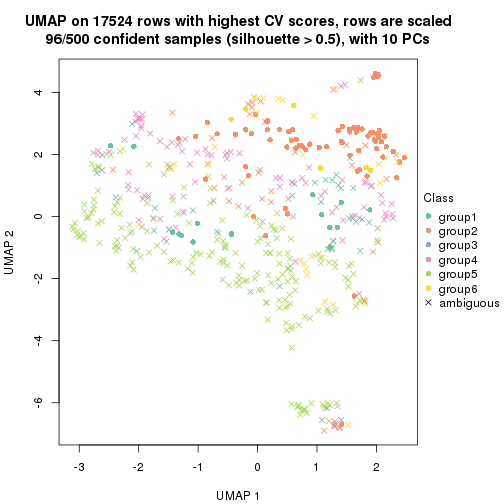 UMAP on 17524 rows with highest CV scores, rows are scaled
96/500 confident samples (silhouette > 0.5), with 10 PCs
4
2
0
-2
-4
-6
UMAP 2
-3
-2
-1
0
1
2
UMAP 1
Class
group1
group2
group3
group4
group5
group6
ambiguous